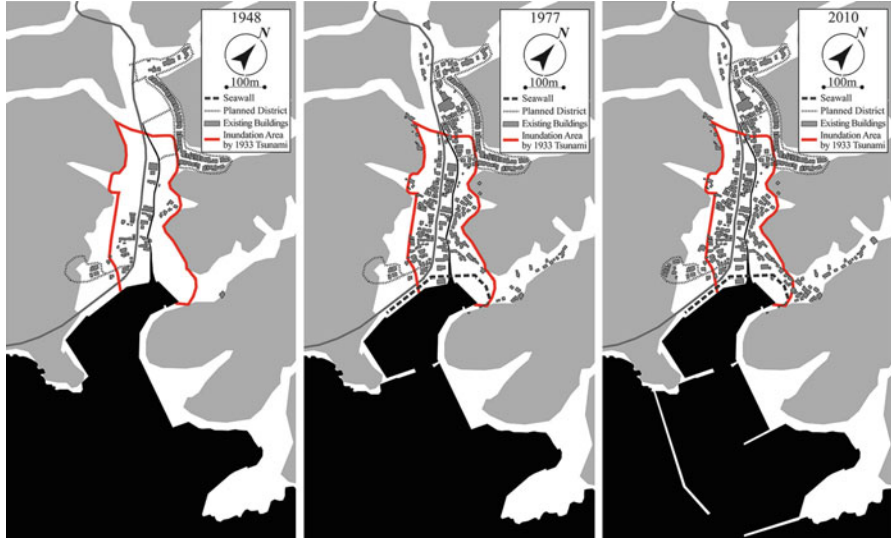 1948
N
100m
Seawall
Planned District
Existing Buildings
Inundation Area
by 1933 Tsunami
1977
N
100m
Seawall
Planned District
Existing Buildings
Inundation Area
by 1933 Tsunami
2010
N
100m
Seawall
Planned District
Existing Buildings
Inundation Area
by 1933 Tsunami